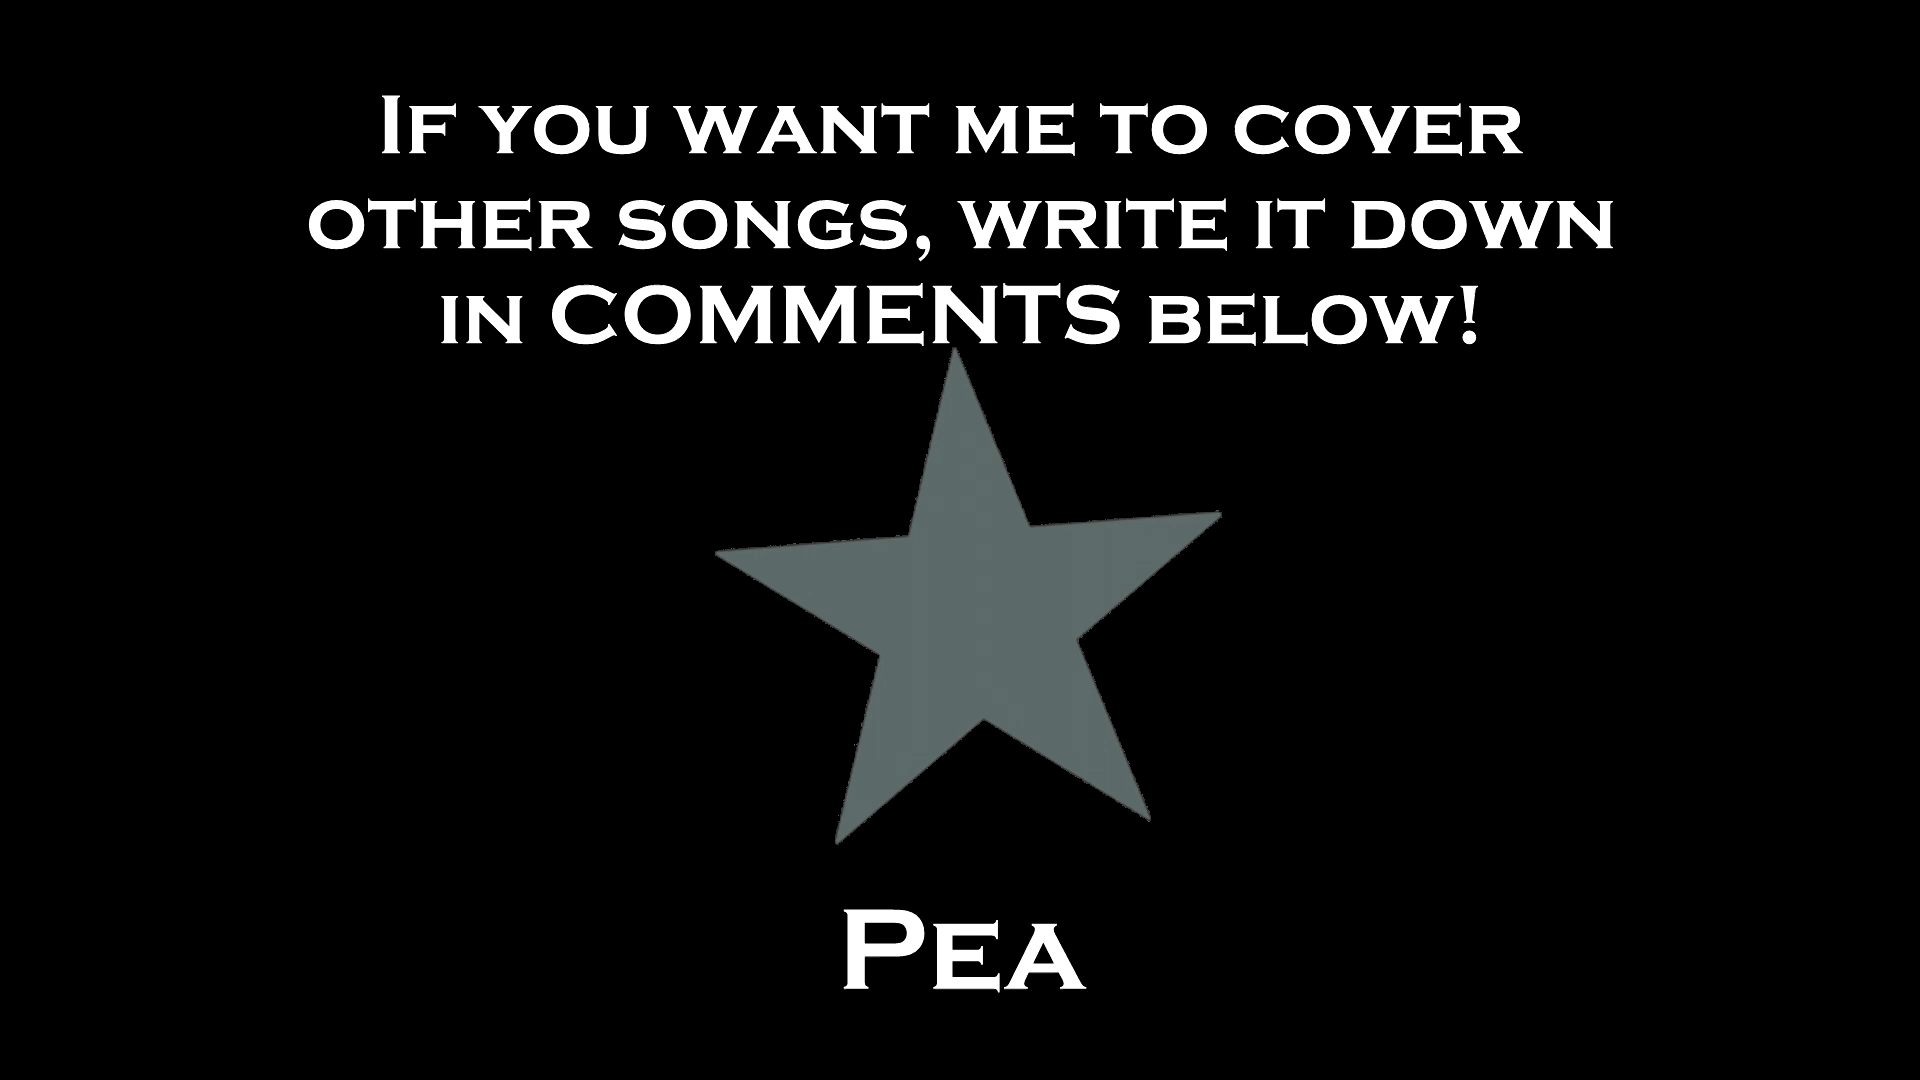 If you want me to cover
other songs, write it down
in COMMENTS below!
Pea